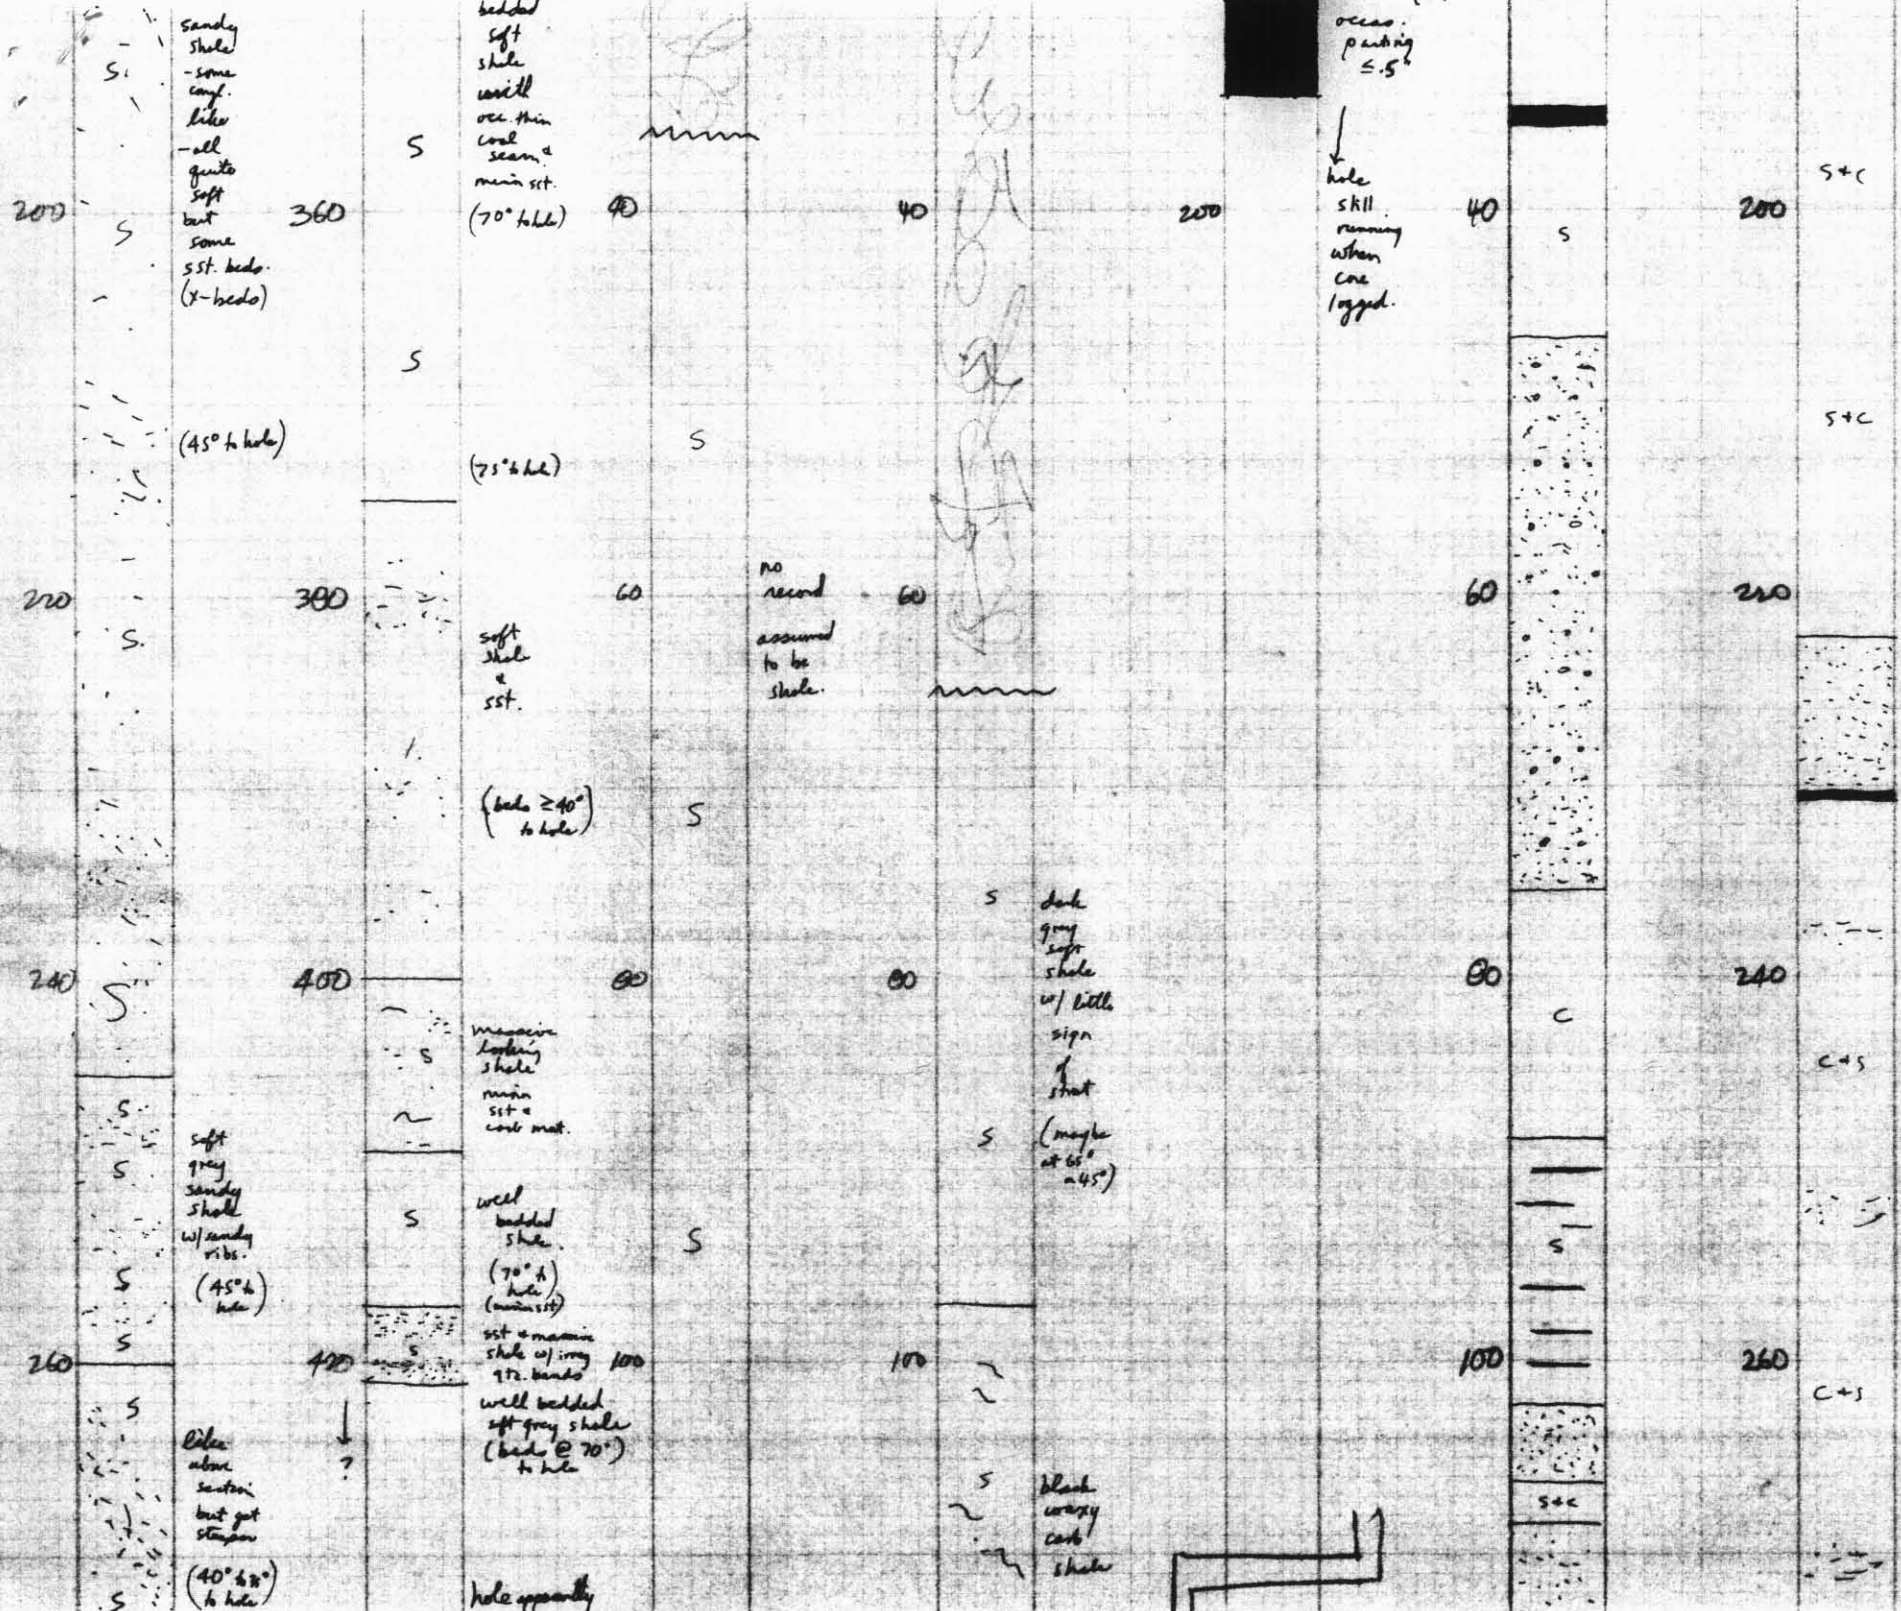 sandy
shale
-some
congl.
like
-all
quite
soft
but
some
sst. beds.
(x-beds)
(45° to hole)
soft
grey
sandy
shale
w/ sandy
ribs.
(45° to
hole)
like
above
section
but get
steeper
(40°
to hole)
200
220
240
260
S
S
S
S
S
S
S
S
S
S
S
bedded
soft
shale
with
occ. thin
coal
seam &
minor sst.
(70° to hole)
(75° to hole)
soft
shale
&
sst.
(beds ≥40°
to hole)
massive
looking
shale
minor
sst &
carb mat.
well
bedded
shale.
(70° to
hole)
(minor sst)
sst & massive
shale w/ irreg
qtz. bands
well bedded
soft grey shale
(beds @ 70°)
to hole
hole apparently
360
380
400
420
?
S
S
S
S
S
40
60
80
100
S
S
S
no
record
assumed
to be
shale.
40
60
80
100
S
S
S
dark
grey
soft
shale
w/ little
sign
of
strat
(maybe
at 65°
~45°)
black
waxy
carb
shale
200
occas.
parting
≤.5"
hole
still
running
when
core
logged.
40
60
80
100
S
C
S
S+C
200
220
240
260
S+C
S+C
C+S
C+S